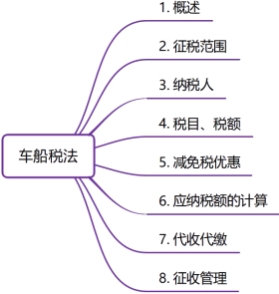 1. 概述
2. 征税范围
3. 纳税人
4. 税目、税额
车船税法
5. 减免税优惠
6. 应纳税额的计算
7. 代收代缴
8. 征收管理